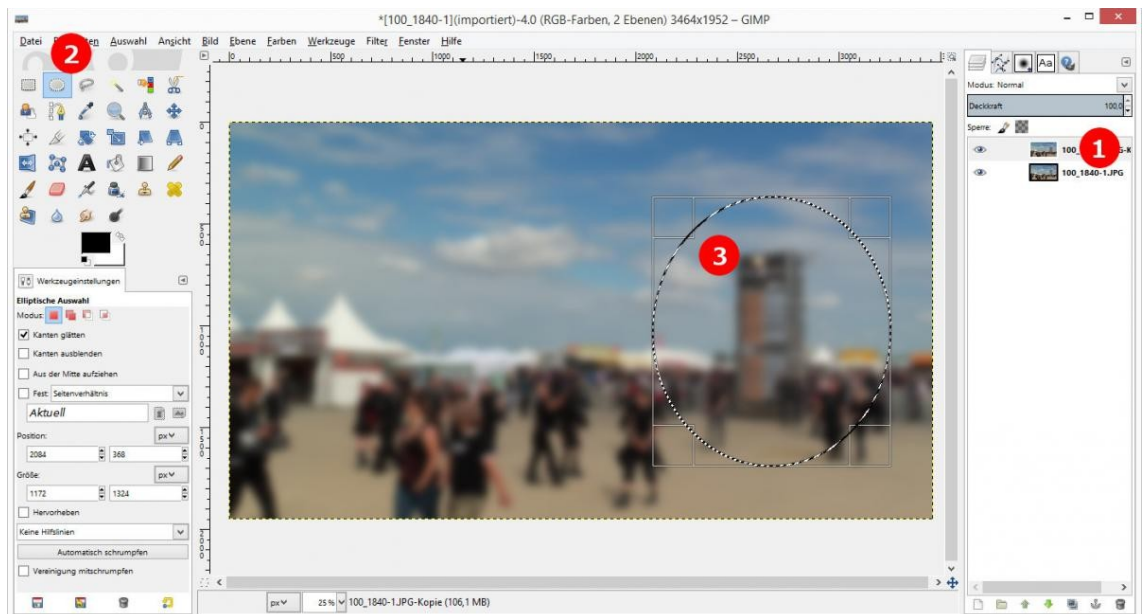 *[100_1840-1](importiert)-4.0 (RGB-Farben, 2 Ebenen) 3464x1952 – GIMP
Datei Auswahl Ansicht Bild Ebene Farben Werkzeuge Filter Fenster Hilfe
2
0 500 1000 1500 2000 2500 3000
Aa
Modus: Normal
Deckkraft 100,0
Sperre:
1
100_1840-1.JPG
3
Werkzeugeinstellungen
Elliptische Auswahl
Modus:
Kanten glätten
Kanten ausblenden
Aus der Mitte aufziehen
Fest: Seitenverhältnis
Aktuell
Position: px
2084 368
Größe: px
1172 1324
Hervorheben
Keine Hilfslinien
Automatisch schrumpfen
Vereinigung mitschrumpfen
px 25 % 100_1840-1.JPG-Kopie (106,1 MB)